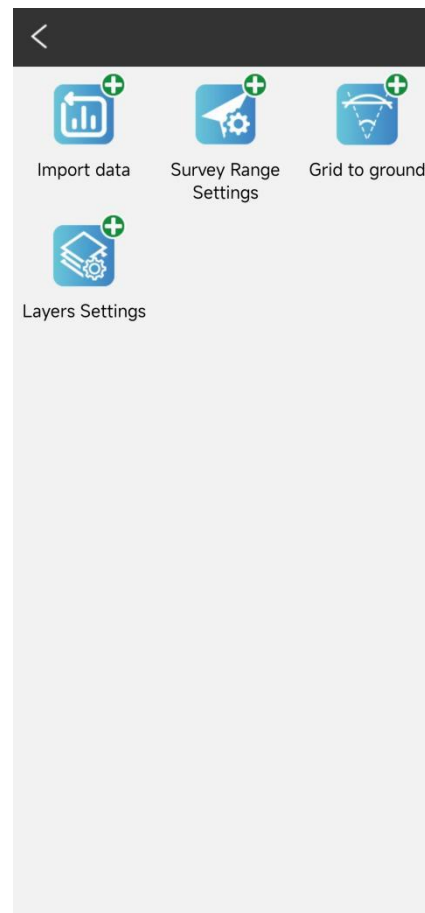 Import data
Survey Range
Settings
Grid to ground
Layers Settings